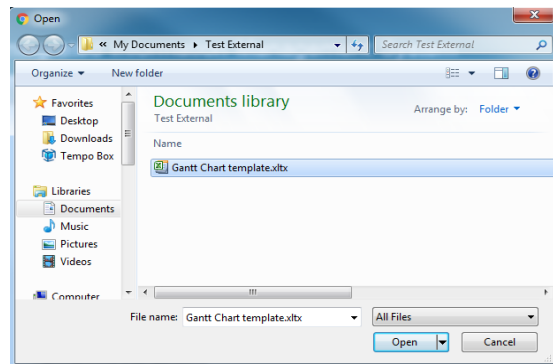 Open
« My Documents ▸ Test External
Search Test External
Organize
New folder
Favorites
Desktop
Downloads
Tempo Box
Libraries
Documents
Music
Pictures
Videos
Computer
Documents library
Test External
Arrange by: Folder
Name
Gantt Chart template.xltx
File name: Gantt Chart template.xltx
All Files
Open
Cancel